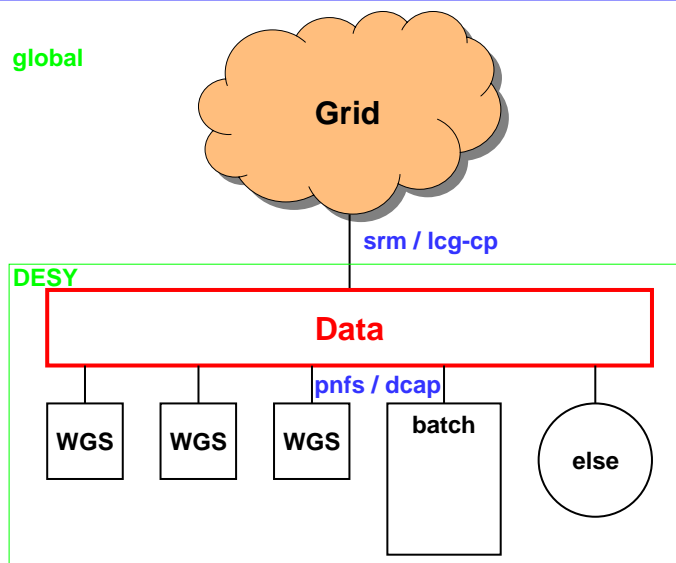 global
Grid
srm / lcg-cp
DESY
Data
pnfs / dcap
WGS
WGS
WGS
batch
else